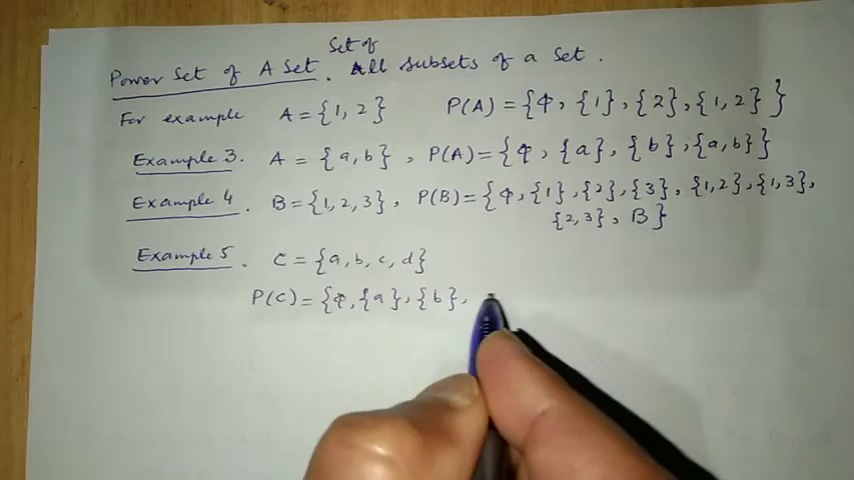 Set of
Power Set of A Set. All subsets of a Set.
For example A = {1, 2} P(A) = {Φ, {1}, {2}, {1, 2}}
Example 3. A = {a, b}, P(A) = {Φ, {a}, {b}, {a, b}}
Example 4. B = {1, 2, 3}, P(B) = {Φ, {1}, {2}, {3}, {1, 2}, {1, 3},
{2, 3}, B}
Example 5. C = {a, b, c, d}
P(C) = {Φ, {a}, {b},